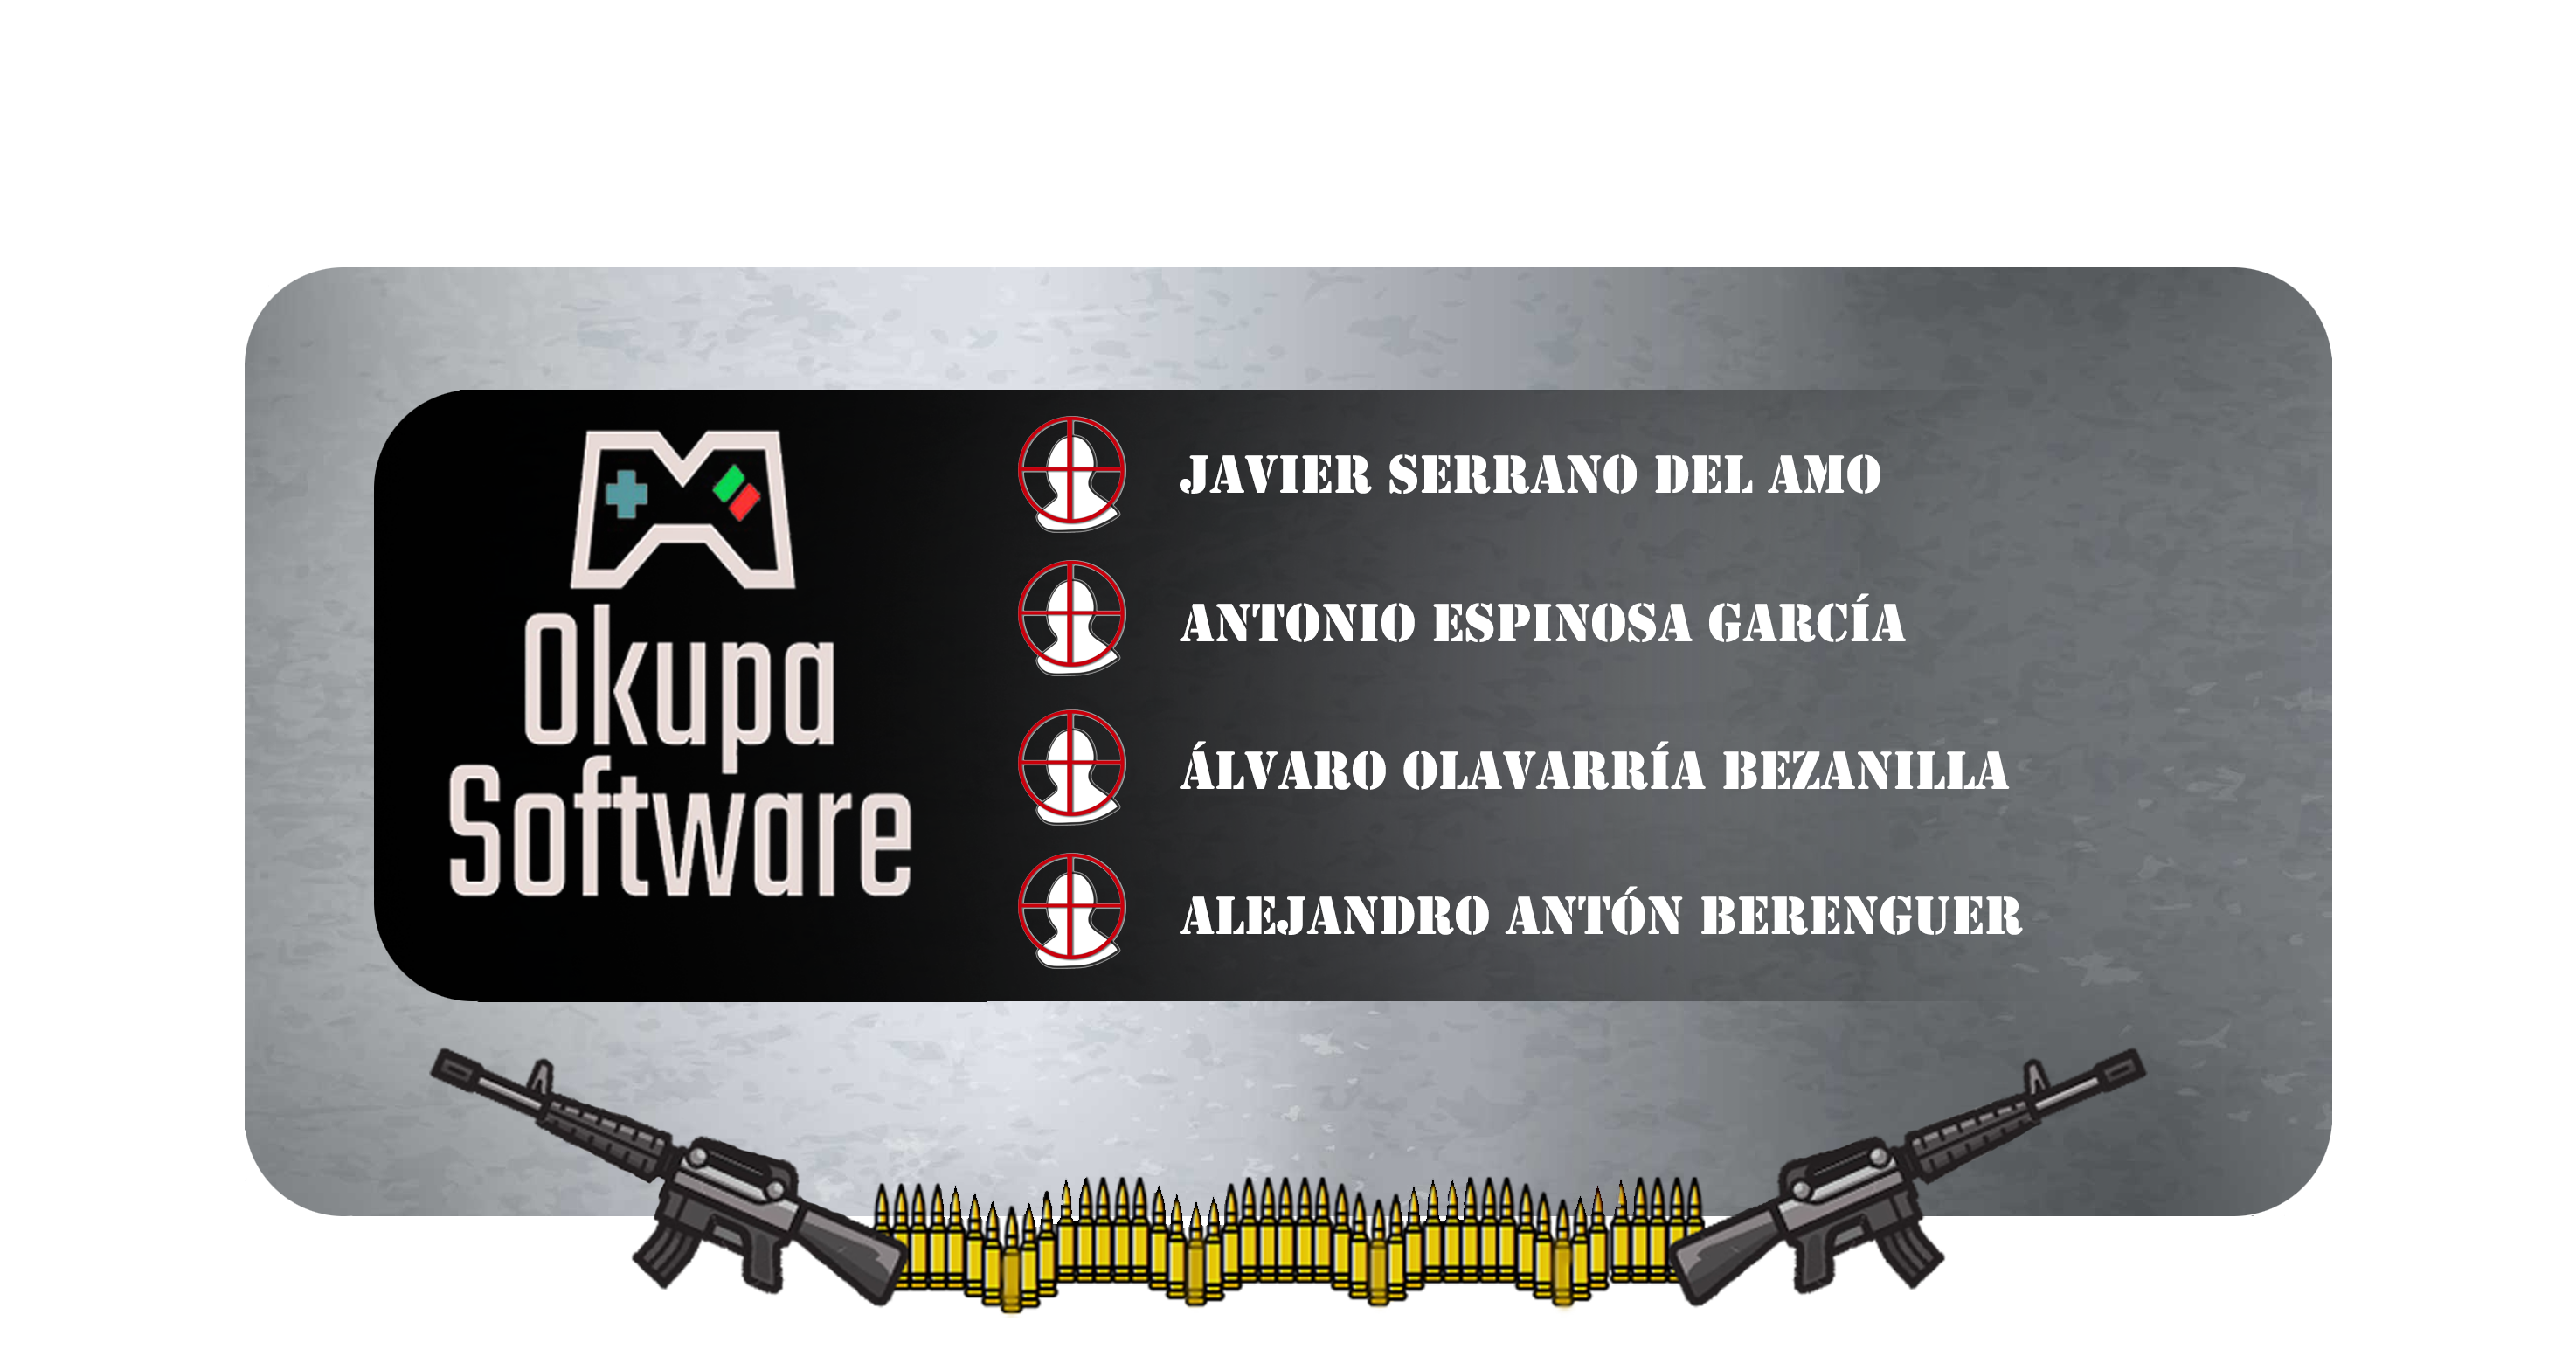 Okupa
Software
JAVIER SERRANO DEL AMO
ANTONIO ESPINOSA GARCÍA
ÁLVARO OLAVARRÍA BEZANILLA
ALEJANDRO ANTÓN BERENGUER